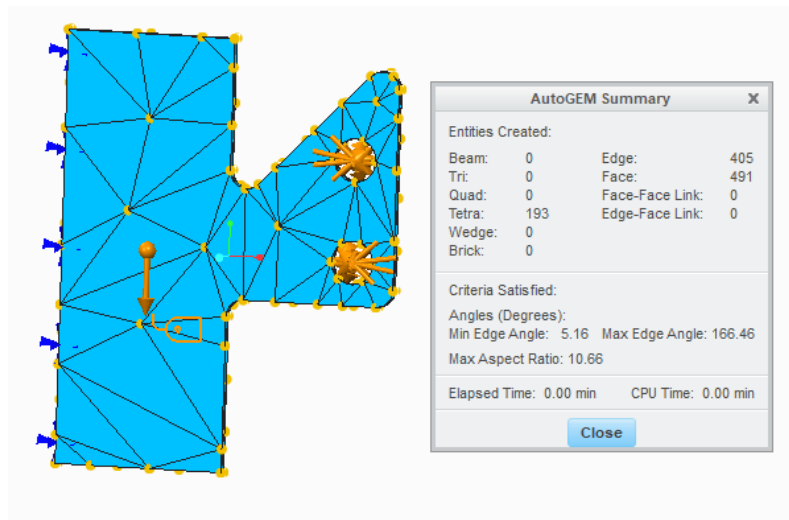 AutoGEM Summary X
Entities Created:
Beam: 0 Edge: 405
Tri: 0 Face: 491
Quad: 0 Face-Face Link: 0
Tetra: 193 Edge-Face Link: 0
Wedge: 0
Brick: 0
Criteria Satisfied:
Angles (Degrees):
Min Edge Angle: 5.16 Max Edge Angle: 166.46
Max Aspect Ratio: 10.66
Elapsed Time: 0.00 min CPU Time: 0.00 min
Close